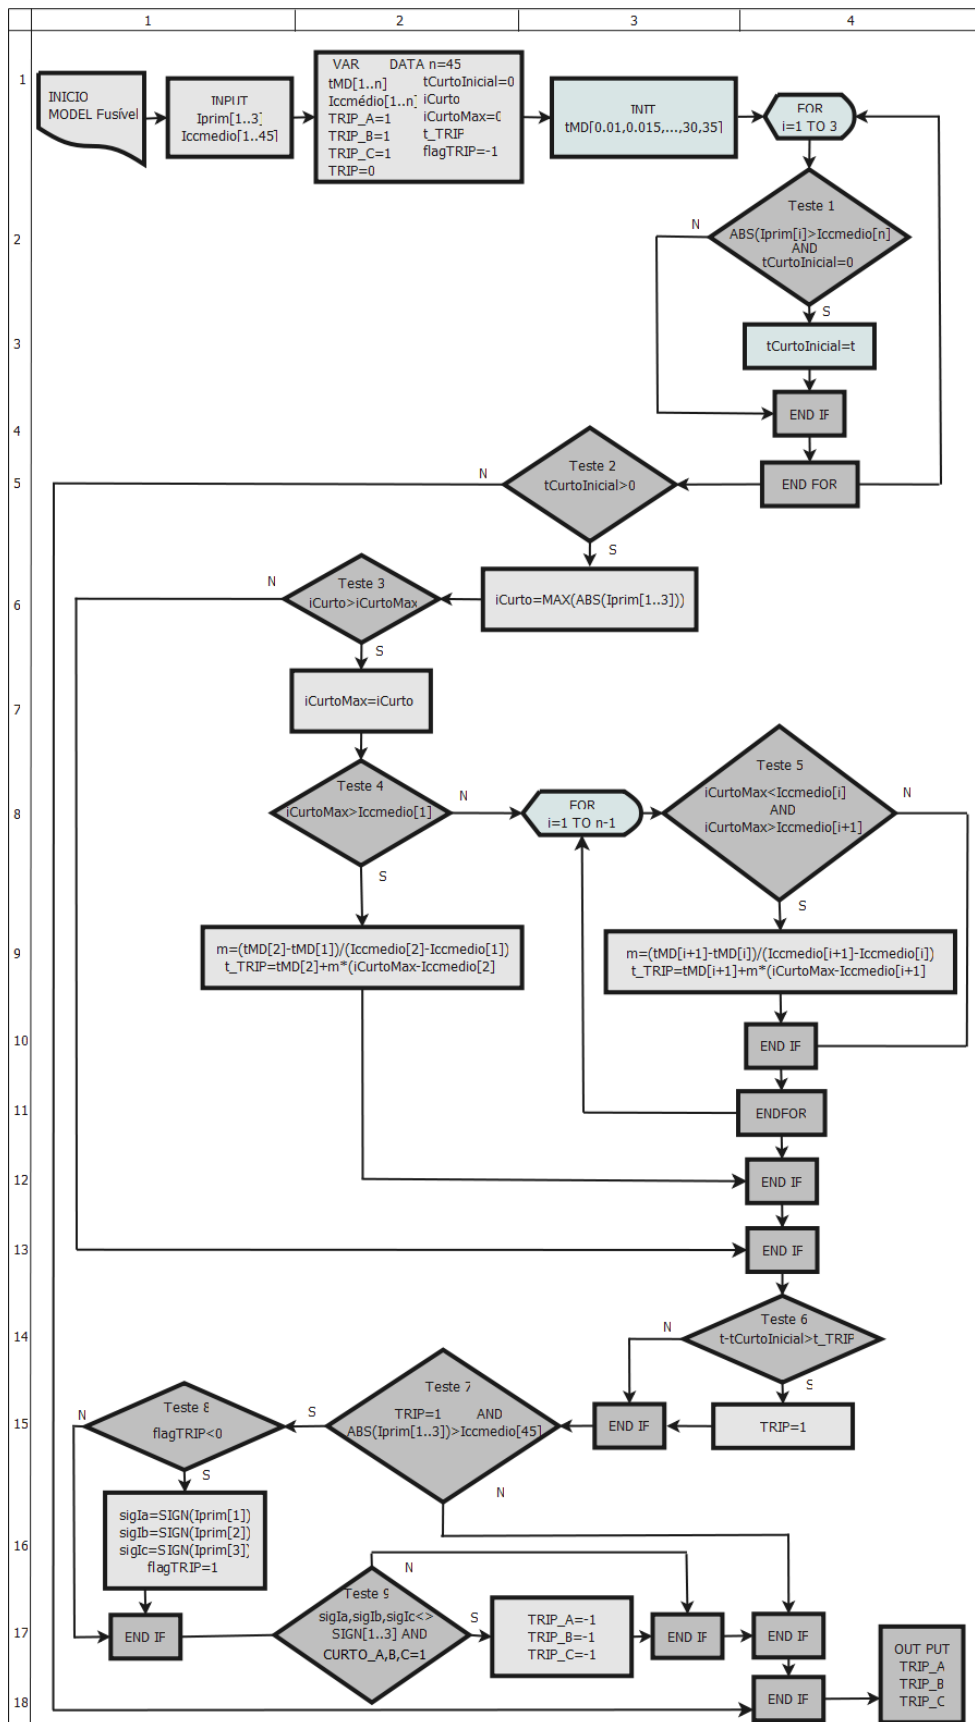 1 2 3 4
1
INICIO
MODEL Fusível
INPUT
Iprim[1..3]
Iccmedio[1..45]
VAR DATA n=45
tMD[1..n] tCurtoInicial=0
Iccmédio[1..n] iCurto
TRIP_A=1 iCurtoMax=0
TRIP_B=1 t_TRIP
TRIP_C=1 flagTRIP=-1
TRIP=0
INIT
tMD[0.01,0.015,...,30,35]
FOR
i=1 TO 3
2
Teste 1
N
ABS(Iprim[i]>Iccmedio[n]
AND
tCurtoInicial=0
S
3
tCurtoInicial=t
END IF
4
5
Teste 2
N
tCurtoInicial>0
END FOR
S
6
Teste 3
N
iCurto>iCurtoMax
iCurto=MAX(ABS(Iprim[1..3]))
S
7
iCurtoMax=iCurto
8
Teste 4
iCurtoMax>Iccmedio[1]
N
FOR
i=1 TO n-1
Teste 5
iCurtoMax<Iccmedio[i]
AND
iCurtoMax>Iccmedio[i+1]
N
S
S
9
m=(tMD[2]-tMD[1])/(Iccmedio[2]-Iccmedio[1])
t_TRIP=tMD[2]+m*(iCurtoMax-Iccmedio[2]
m=(tMD[i+1]-tMD[i])/(Iccmedio[i+1]-Iccmedio[i])
t_TRIP=tMD[i+1]+m*(iCurtoMax-Iccmedio[i+1]
10
END IF
11
ENDFOR
12
END IF
13
END IF
14
Teste 6
N
t-tCurtoInicial>t_TRIP
S
15
Teste 8
N
flagTRIP<0
S
S
Teste 7
TRIP=1 AND
ABS(Iprim[1..3])>Iccmedio[45]
N
END IF
TRIP=1
16
sigIa=SIGN(Iprim[1])
sigIb=SIGN(Iprim[2])
sigIc=SIGN(Iprim[3])
flagTRIP=1
17
END IF
Teste 9
N
sigIa,sigIb,sigIc<>
SIGN[1..3] AND
CURTO_A,B,C=1
S
TRIP_A=-1
TRIP_B=-1
TRIP_C=-1
END IF
END IF
18
END IF
OUT PUT
TRIP_A
TRIP_B
TRIP_C